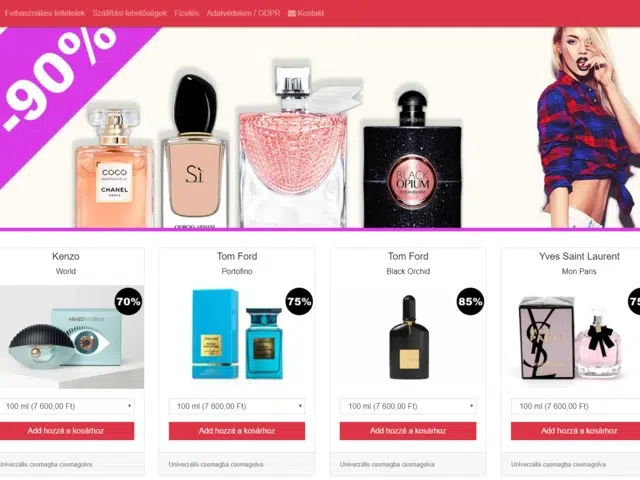 Felhasználási feltételek Szállítási lehetőségek Fizetés Adatvédelem / GDPR Kontakt
-90%
COCO
MADEMOISELLE
CHANEL
PARIS
Sì
GIORGIO ARMANI
BLACK
OPIUM
Kenzo
World
70%
KENZO WORLD
100 ml (7 600,00 Ft)
Add hozzá a kosárhoz
Univerzális csomagba csomagolva
Tom Ford
Portofino
75%
100 ml (7 600,00 Ft)
Add hozzá a kosárhoz
Univerzális csomagba csomagolva
Tom Ford
Black Orchid
85%
100 ml (7 600,00 Ft)
Add hozzá a kosárhoz
Univerzális csomagba csomagolva
Yves Saint Laurent
Mon Paris
100 ml (7 600,00 Ft)
Add hozzá a kosárhoz
Univerzális csomagba csomagolva